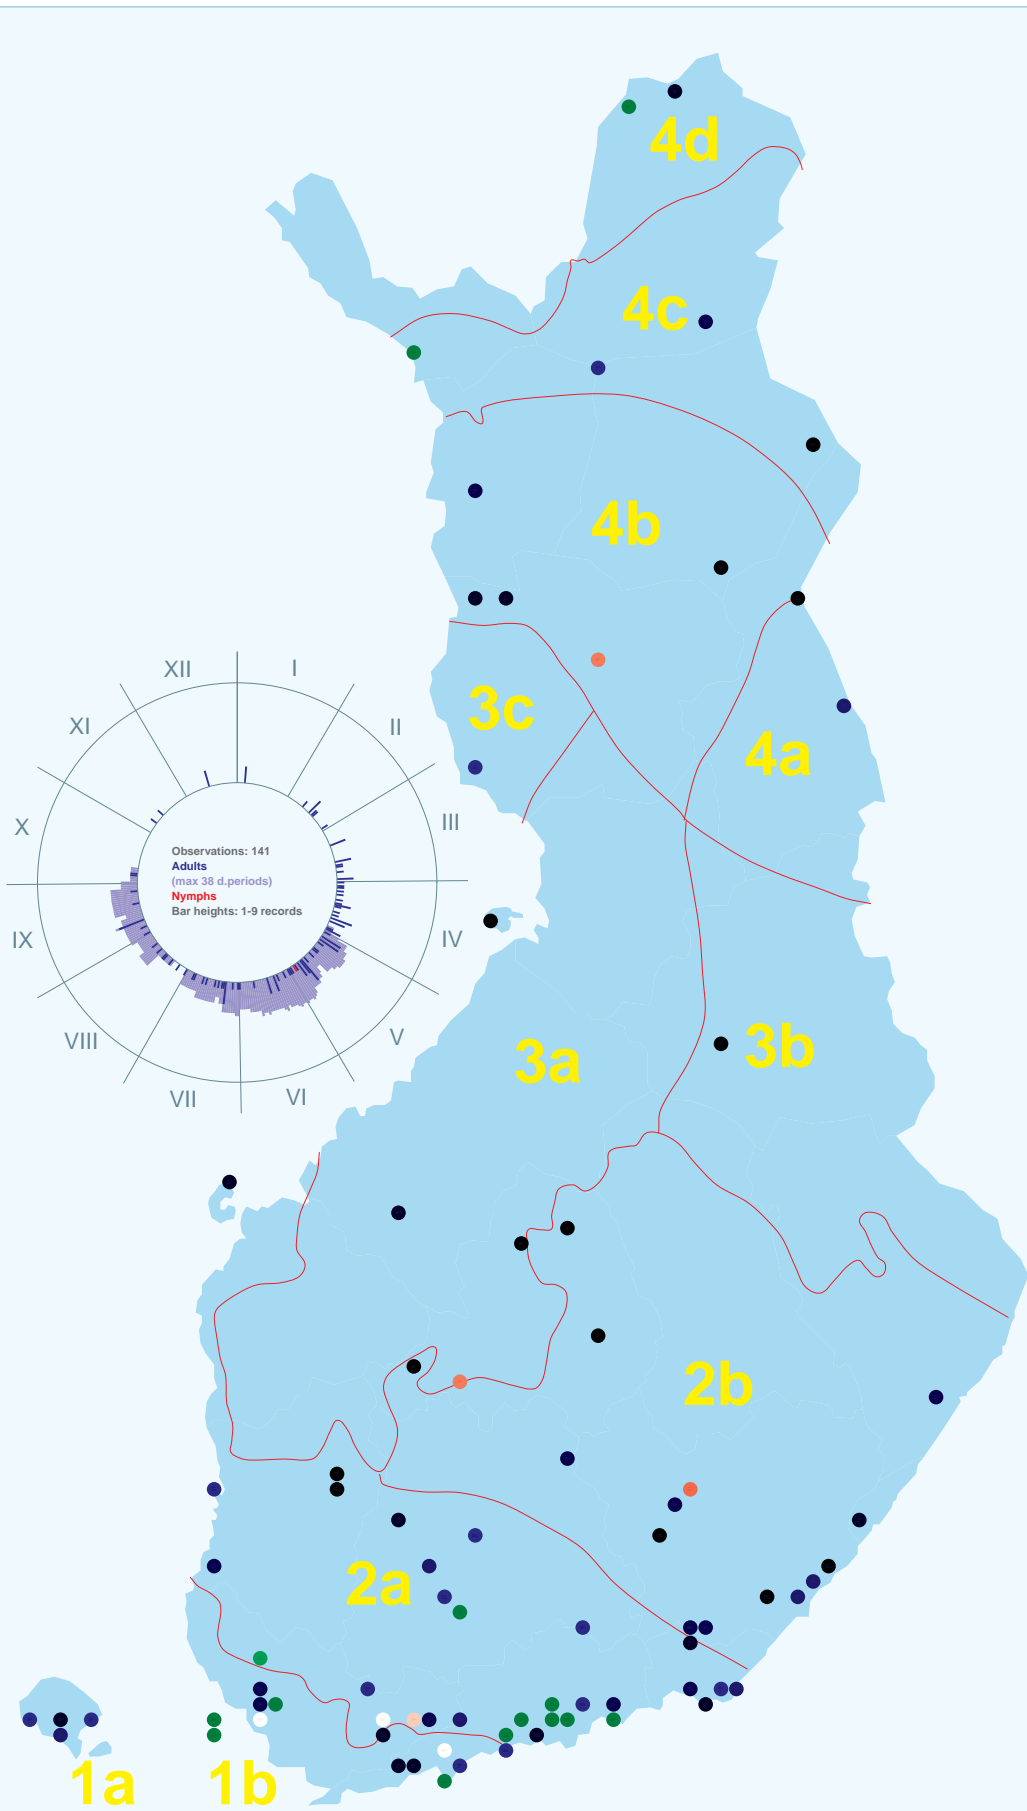 4d
4c
4b
3c
4a
XII
I
XI
II
X
III
Observations: 141
Adults
(max 38 d.periods)
Nymphs
Bar heights: 1-9 records
IX
IV
VIII
V
VII
VI
3a
3b
2b
2a
1a
1b